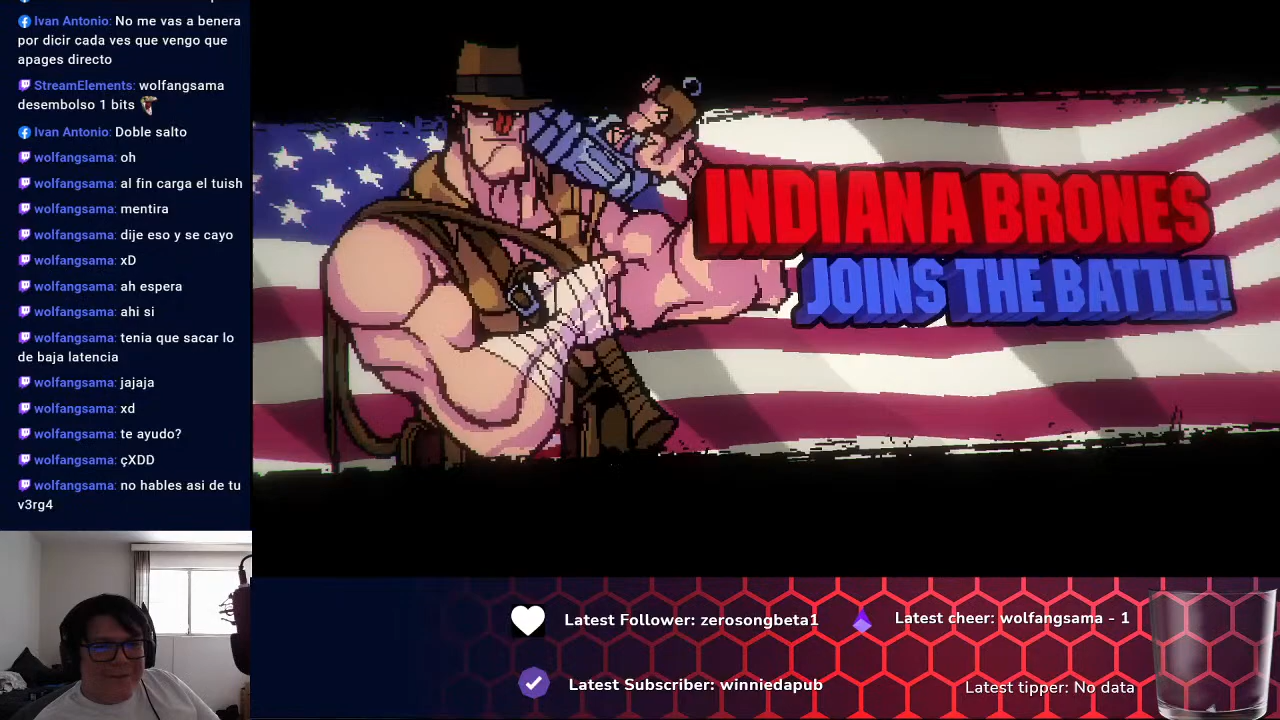 Ivan Antonio: No me vas a benera
por dicir cada ves que vengo que
apages directo
StreamElements: wolfangsama
desembolso 1 bits
Ivan Antonio: Doble salto
wolfangsama: oh
wolfangsama: al fin carga el tuish
wolfangsama: mentira
wolfangsama: dije eso y se cayo
wolfangsama: xD
wolfangsama: ah espera
wolfangsama: ahi si
wolfangsama: tenia que sacar lo
de baja latencia
wolfangsama: jajaja
wolfangsama: xd
wolfangsama: te ayudo?
wolfangsama: çXDD
wolfangsama: no hables asi de tu
v3rg4
INDIANA BRONES
JOINS THE BATTLE!
Latest Follower: zerosongbeta1
Latest cheer: wolfangsama - 1
Latest Subscriber: winniedapub
Latest tipper: No data